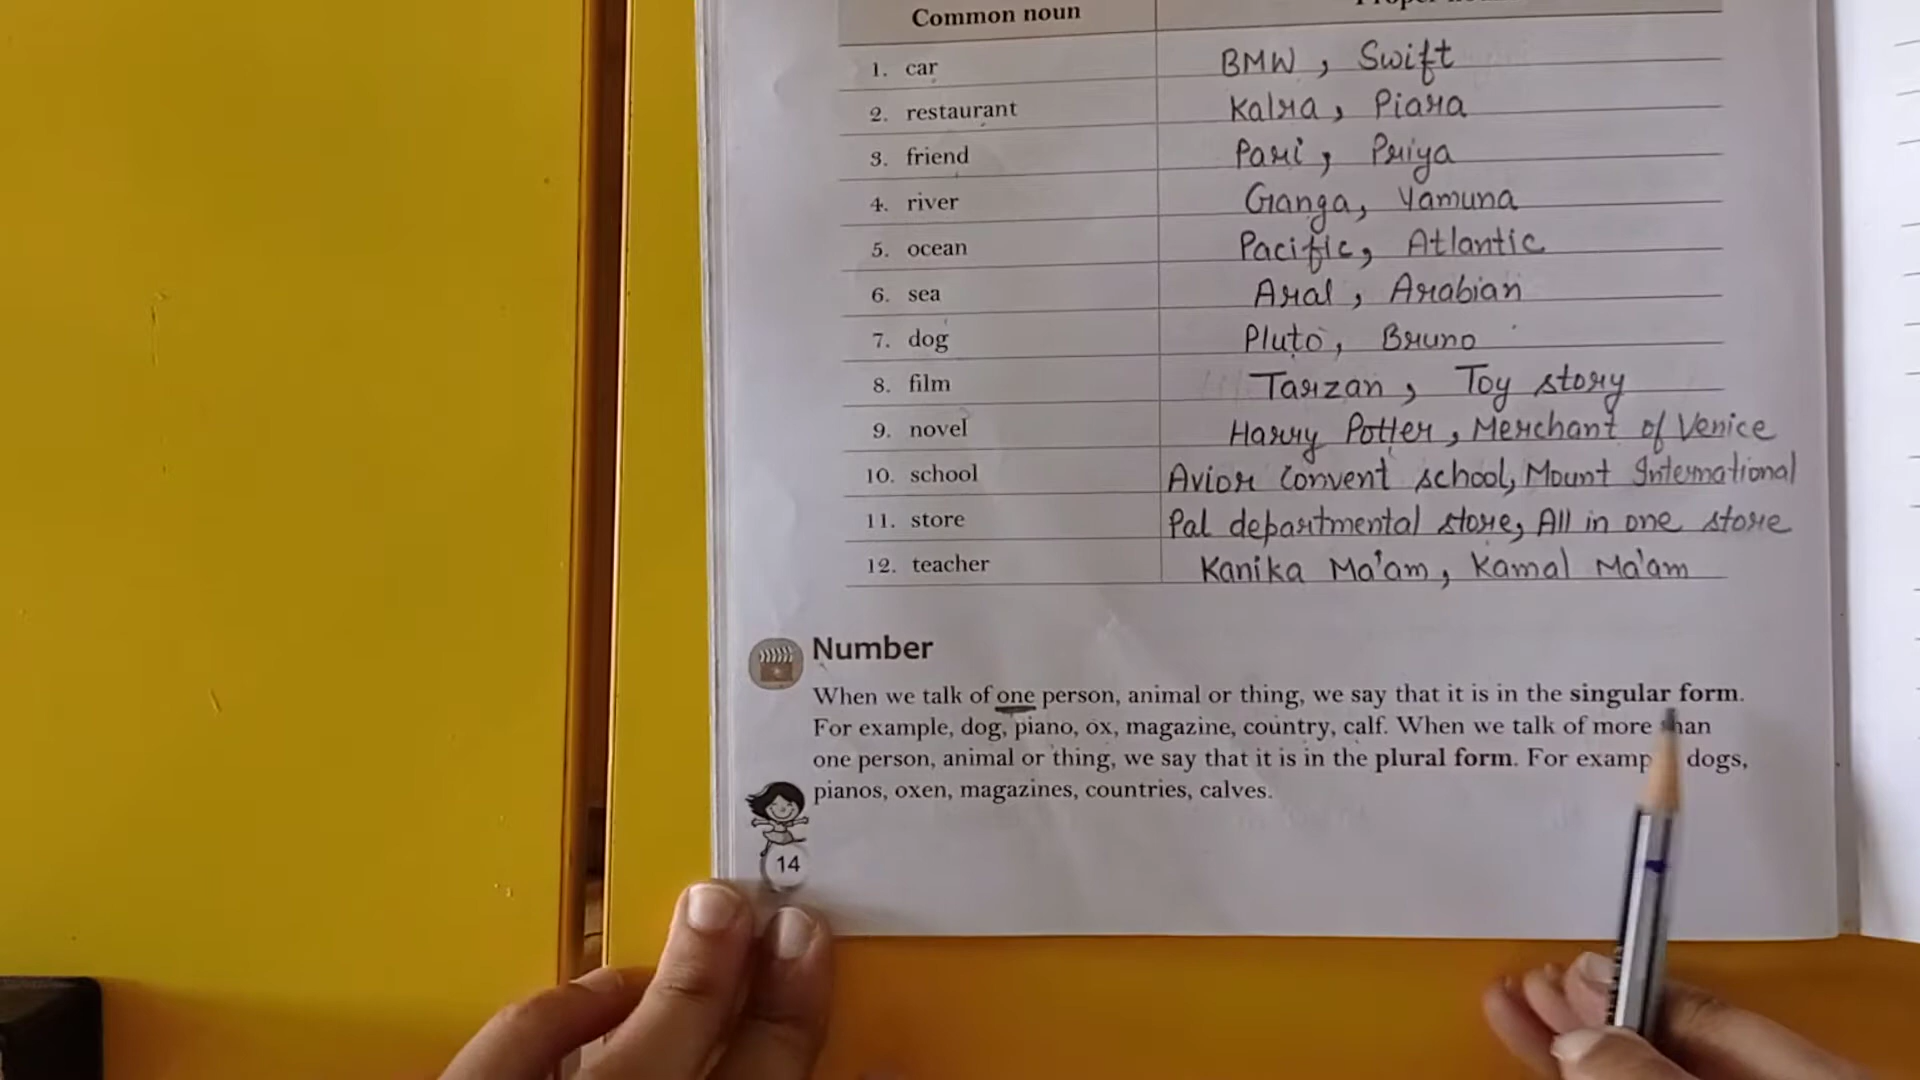 Common noun
1. car BMW, Swift
2. restaurant Kalra, Piara
3. friend Pari, Priya
4. river Ganga, Yamuna
5. ocean Pacific, Atlantic
6. sea Aral, Arabian
7. dog Pluto, Bruno
8. film Tarzan, Toy story
9. novel Harry Potter, Merchant of Venice
10. school Avior Convent school, Mount International
11. store Pal departmental store, All in one store
12. teacher Kanika Ma'am, Kamal Ma'am
Number
When we talk of one person, animal or thing, we say that it is in the singular form.
For example, dog, piano, ox, magazine, country, calf. When we talk of more than
one person, animal or thing, we say that it is in the plural form. For dogs,
pianos, oxen, magazines, countries, calves.
14